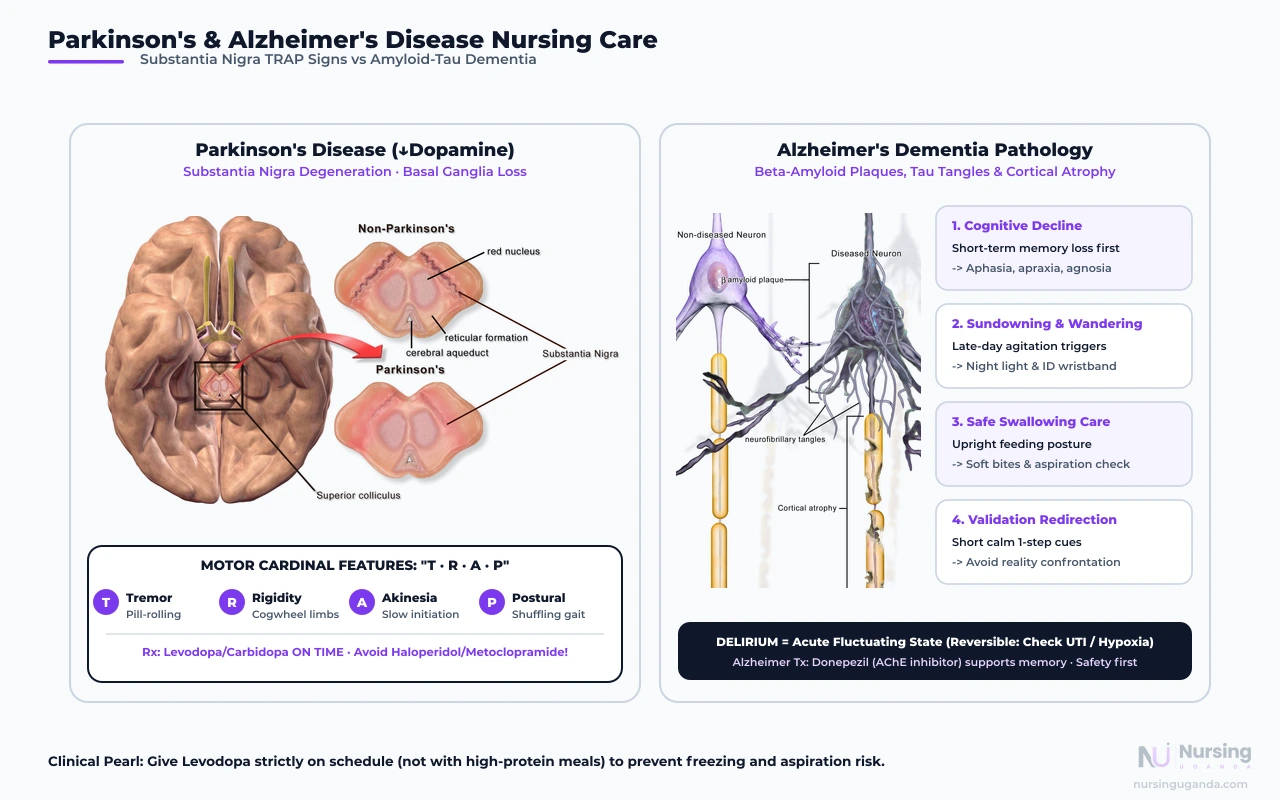 Parkinson's & Alzheimer's Disease Nursing Care
Substantia Nigra TRAP Signs vs Amyloid-Tau Dementia
Parkinson's Disease (↓Dopamine)
Substantia Nigra Degeneration · Basal Ganglia Loss
Non-Parkinson's
red nucleus
reticular formation
cerebral aqueduct
Substantia Nigra
Parkinson's
Superior colliculus
MOTOR CARDINAL FEATURES: "T · R · A · P"
T
Tremor
Pill-rolling
R
Rigidity
Cogwheel limbs
A
Akinesia
Slow initiation
P
Postural
Shuffling gait
Rx: Levodopa/Carbidopa ON TIME · Avoid Haloperidol/Metoclopramide!
Alzheimer's Dementia Pathology
Beta-Amyloid Plaques, Tau Tangles & Cortical Atrophy
Non-diseased Neuron
Diseased Neuron
β amyloid plaque
neurofibrillary tangles
Cortical atrophy
1. Cognitive Decline
Short-term memory loss first
-> Aphasia, apraxia, agnosia
2. Sundowning & Wandering
Late-day agitation triggers
-> Night light & ID wristband
3. Safe Swallowing Care
Upright feeding posture
-> Soft bites & aspiration check
4. Validation Redirection
Short calm 1-step cues
-> Avoid reality confrontation
DELIRIUM = Acute Fluctuating State (Reversible: Check UTI / Hypoxia)
Alzheimer Tx: Donepezil (AChE inhibitor) supports memory · Safety first
Clinical Pearl: Give Levodopa strictly on schedule (not with high-protein meals) to prevent freezing and aspiration risk.
NU Nursing
UGANDA
nursinguganda.com